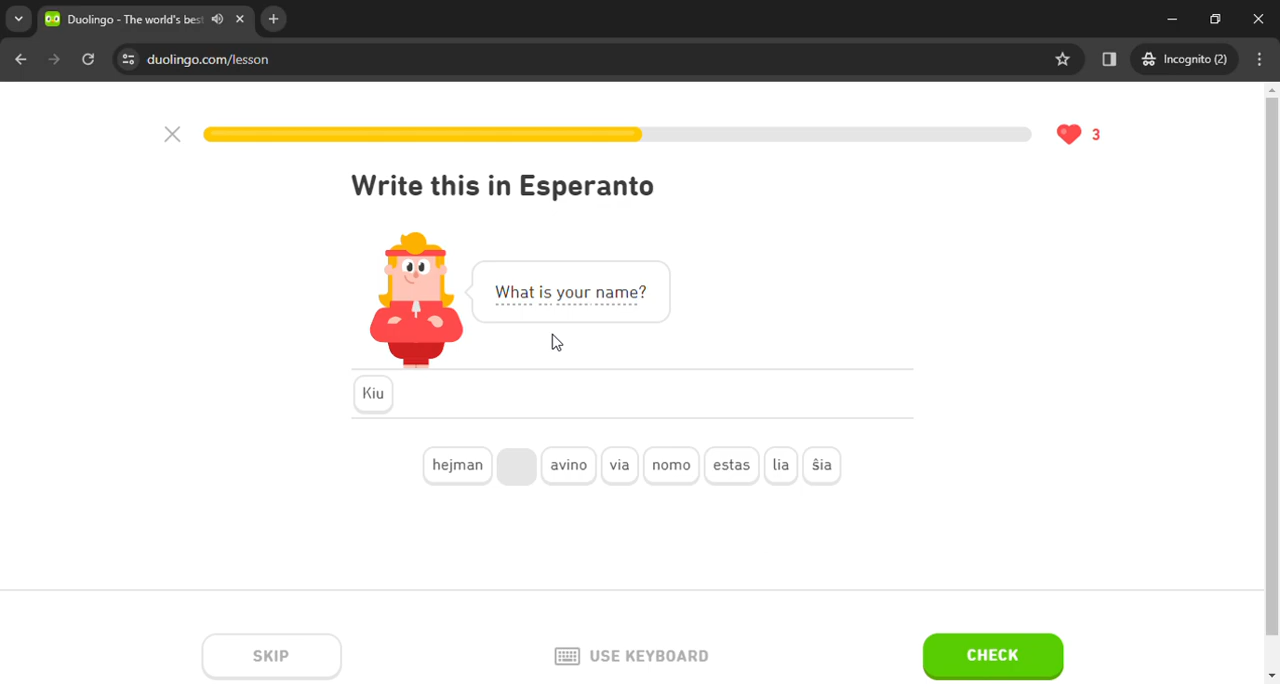 Duolingo - The world's best
duolingo.com/lesson
Incognito (2)
3
Write this in Esperanto
What is your name?
Kiu
hejman avino via nomo estas lia ŝia
SKIP
USE KEYBOARD
CHECK